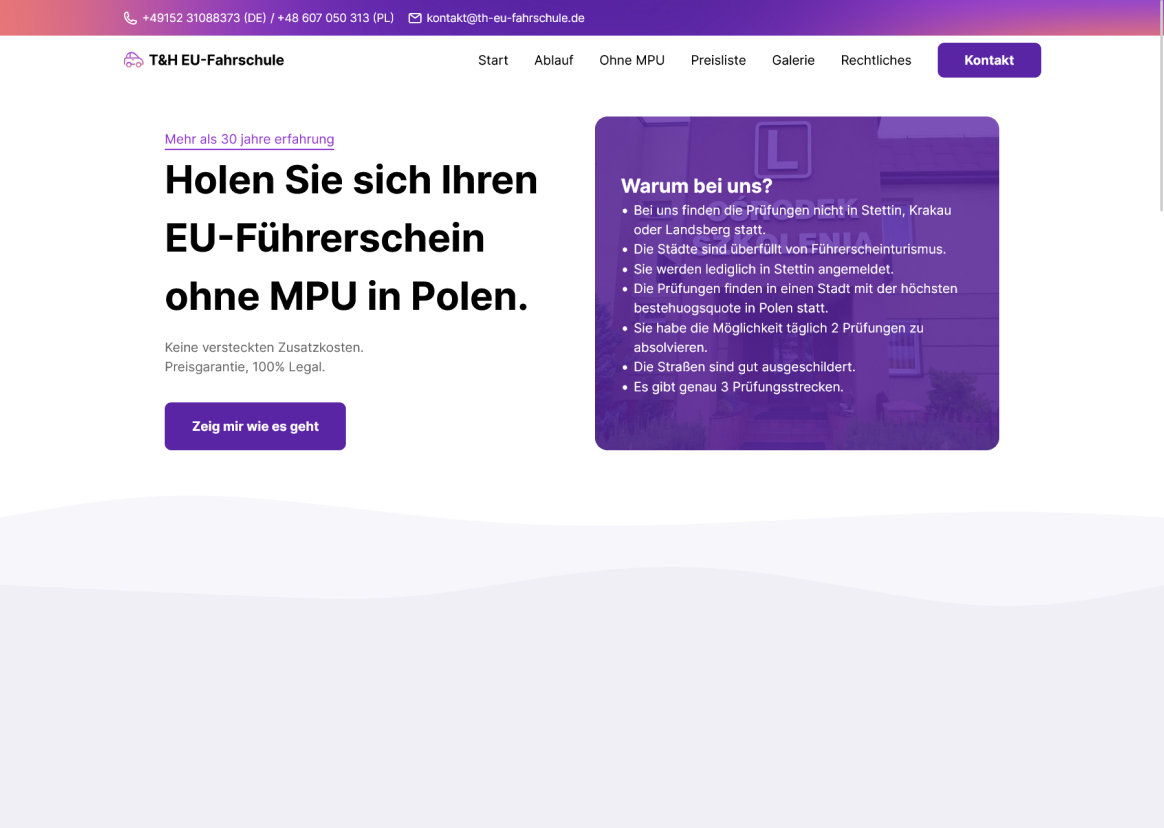 +49152 31088373 (DE) / +48 607 050 313 (PL) kontakt@th-eu-fahrschule.de
T&H EU-Fahrschule Start Ablauf Ohne MPU Preisliste Galerie Rechtliches Kontakt
Mehr als 30 jahre erfahrung
Holen Sie sich Ihren
EU-Führerschein
ohne MPU in Polen.
Keine versteckten Zusatzkosten.
Preisgarantie, 100% Legal.
Zeig mir wie es geht
L
OŚRODEK
SZKOLENIA
Warum bei uns?
• Bei uns finden die Prüfungen nicht in Stettin, Krakau
oder Landsberg statt.
• Die Städte sind überfüllt von Führerscheinturismus.
• Sie werden lediglich in Stettin angemeldet.
• Die Prüfungen finden in einen Stadt mit der höchsten
bestehuogsquote in Polen statt.
• Sie habe die Möglichkeit täglich 2 Prüfungen zu
absolvieren.
• Die Straßen sind gut ausgeschildert.
• Es gibt genau 3 Prüfungsstrecken.